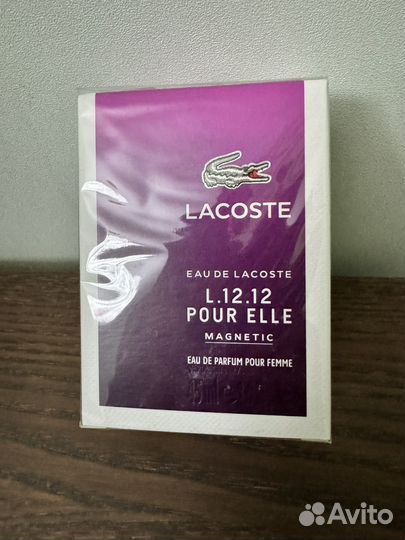 LACOSTE
EAU DE LACOSTE
L.12.12
POUR ELLE
MAGNETIC
EAU DE PARFUM POUR FEMME
Avito